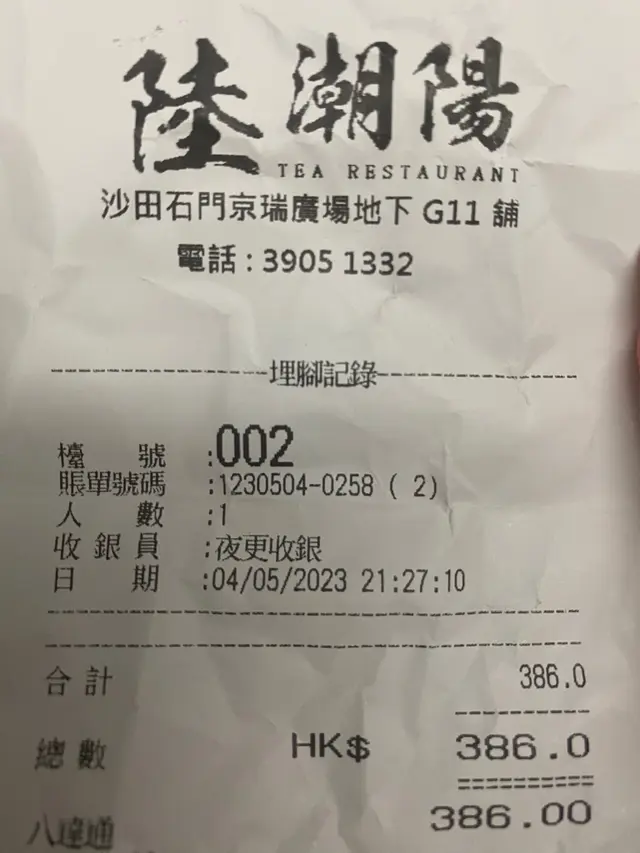 陸潮陽
TEA RESTAURANT
沙田石門京瑞廣場地下 G11 舖
電話 : 3905 1332
埋腳記錄
檯 號 :002
賬單號碼 :1230504-0258 ( 2)
人 數 :1
收 銀 員 :夜更收銀
日 期 :04/05/2023 21:27:10
合計 386.0
總數 HK$ 386.0
八達通 386.00